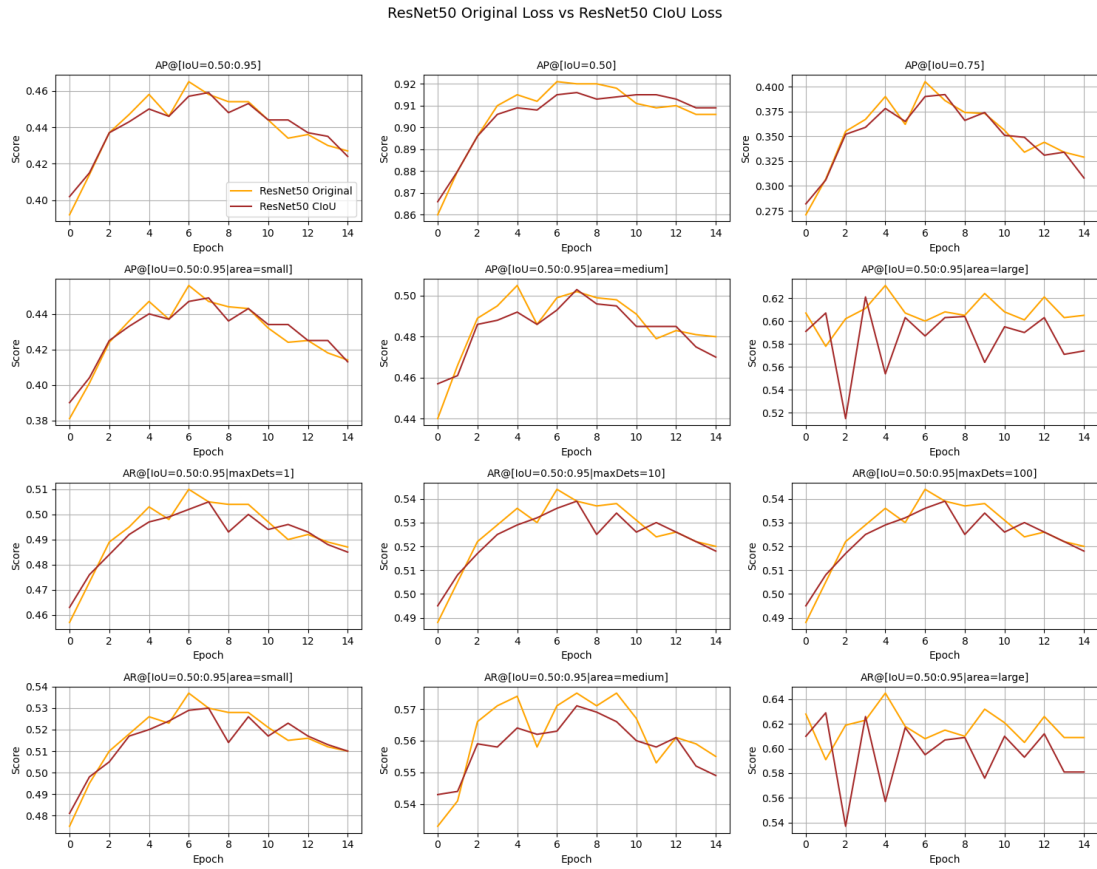 ResNet50 Original Loss vs ResNet50 CIoU Loss
AP@[IoU=0.50:0.95]
Score
0.46
0.44
0.42
0.40
ResNet50 Original
ResNet50 CIoU
0 2 4 6 8 10 12 14
Epoch
AP@[IoU=0.50]
Score
0.92
0.91
0.90
0.89
0.88
0.87
0.86
0 2 4 6 8 10 12 14
Epoch
AP@[IoU=0.75]
Score
0.400
0.375
0.350
0.325
0.300
0.275
0 2 4 6 8 10 12 14
Epoch
AP@[IoU=0.50:0.95|area=small]
Score
0.44
0.42
0.40
0.38
0 2 4 6 8 10 12 14
Epoch
AP@[IoU=0.50:0.95|area=medium]
Score
0.50
0.48
0.46
0.44
0 2 4 6 8 10 12 14
Epoch
AP@[IoU=0.50:0.95|area=large]
Score
0.62
0.60
0.58
0.56
0.54
0.52
0 2 4 6 8 10 12 14
Epoch
AR@[IoU=0.50:0.95|maxDets=1]
Score
0.51
0.50
0.49
0.48
0.47
0.46
0 2 4 6 8 10 12 14
Epoch
AR@[IoU=0.50:0.95|maxDets=10]
Score
0.54
0.53
0.52
0.51
0.50
0.49
0 2 4 6 8 10 12 14
Epoch
AR@[IoU=0.50:0.95|maxDets=100]
Score
0.54
0.53
0.52
0.51
0.50
0.49
0 2 4 6 8 10 12 14
Epoch
AR@[IoU=0.50:0.95|area=small]
Score
0.54
0.53
0.52
0.51
0.50
0.49
0.48
0 2 4 6 8 10 12 14
Epoch
AR@[IoU=0.50:0.95|area=medium]
Score
0.57
0.56
0.55
0.54
0 2 4 6 8 10 12 14
Epoch
AR@[IoU=0.50:0.95|area=large]
Score
0.64
0.62
0.60
0.58
0.56
0.54
0 2 4 6 8 10 12 14
Epoch